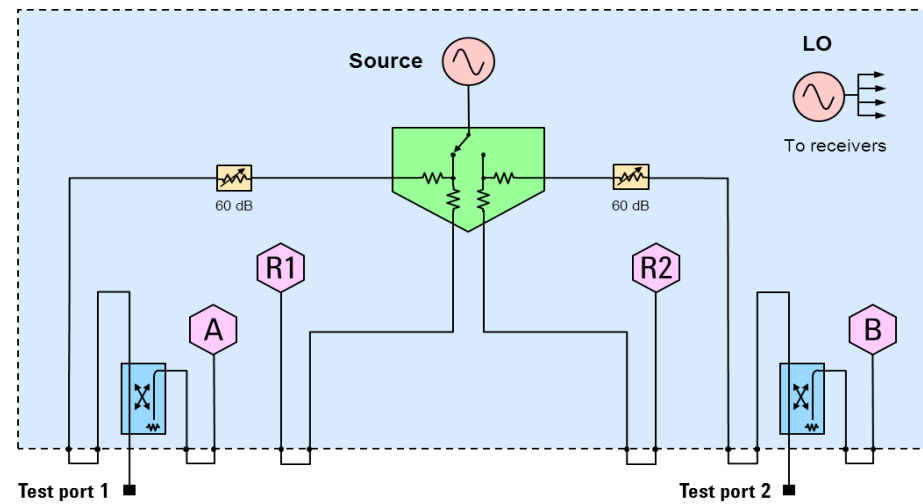 LO
Source
To receivers
60 dB
60 dB
R1
R2
A
B
Test port 1
Test port 2